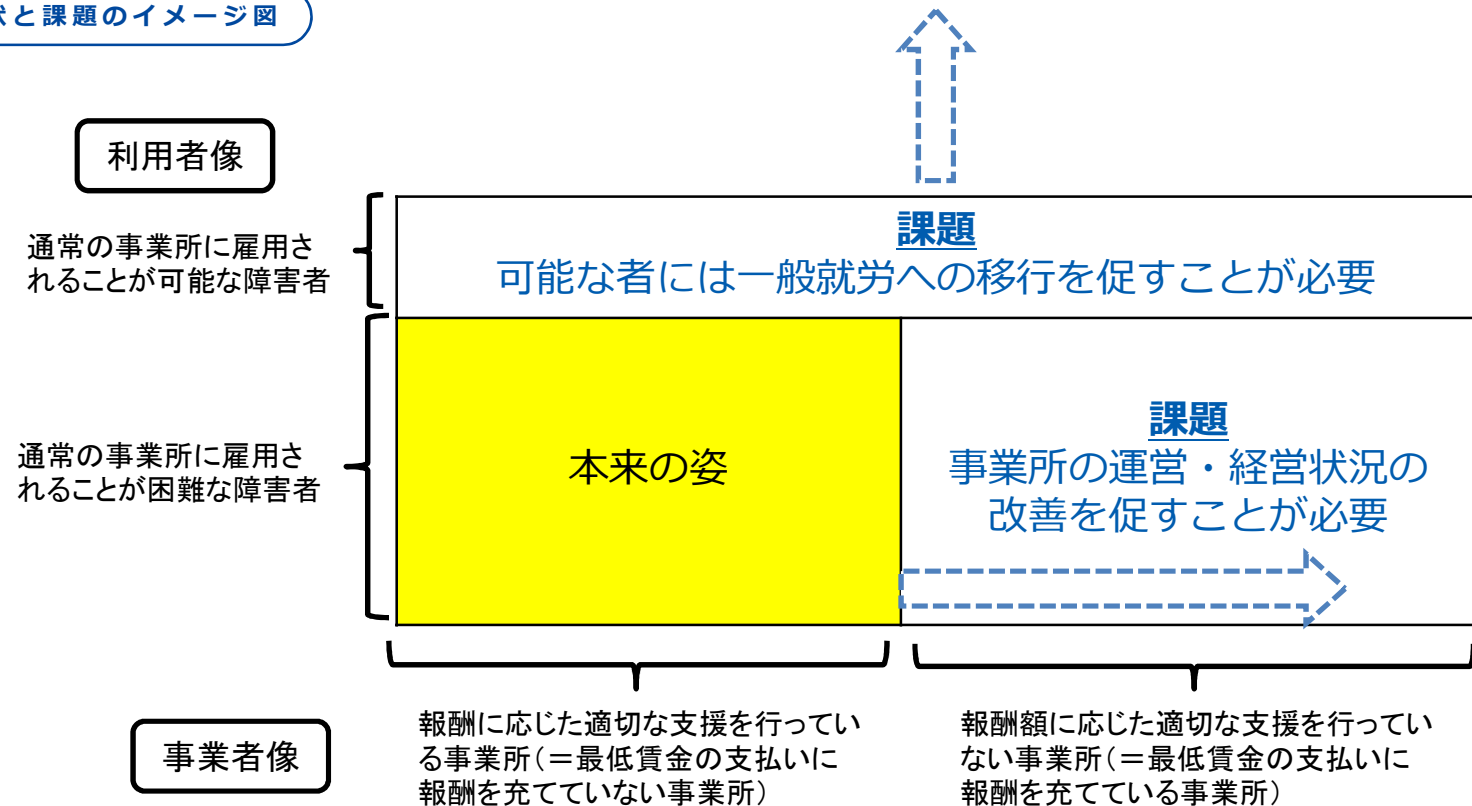 状と課題のイメージ図
利用者像
通常の事業所に雇用さ
れることが可能な障害者
課題
可能な者には一般就労への移行を促すことが必要
通常の事業所に雇用さ
れることが困難な障害者
本来の姿
課題
事業所の運営・経営状況の
改善を促すことが必要
事業者像
報酬に応じた適切な支援を行ってい
る事業所(＝最低賃金の支払いに
報酬を充てていない事業所)
報酬額に応じた適切な支援を行ってい
ない事業所(＝最低賃金の支払いに
報酬を充てている事業所)